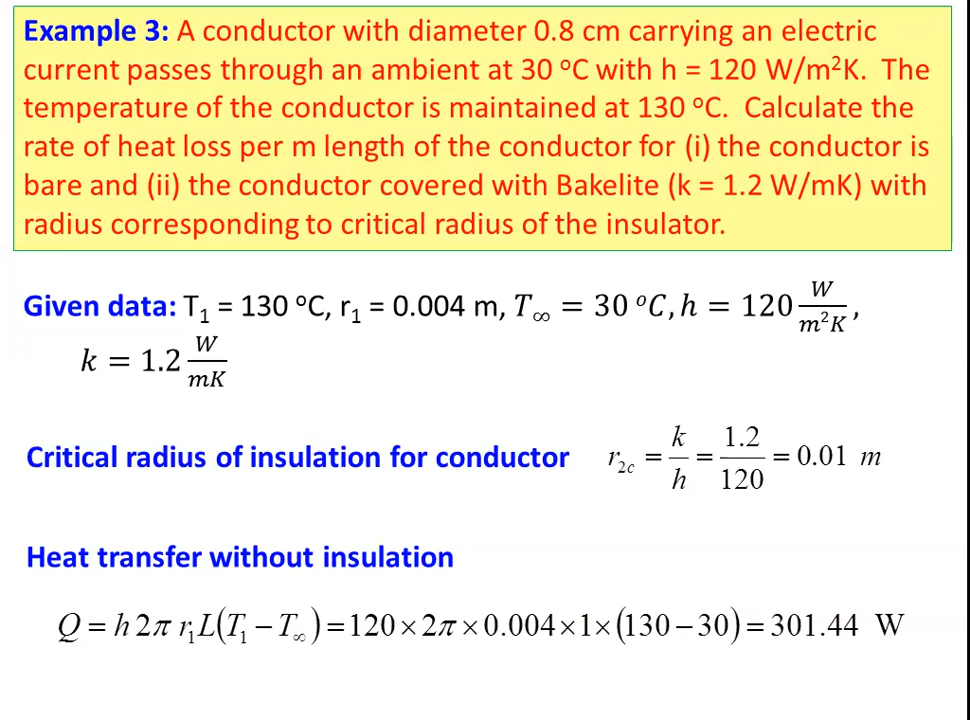 Example 3: A conductor with diameter 0.8 cm carrying an electric
current passes through an ambient at 30 °C with h = 120 W/m²K. The
temperature of the conductor is maintained at 130 °C. Calculate the
rate of heat loss per m length of the conductor for (i) the conductor is
bare and (ii) the conductor covered with Bakelite (k = 1.2 W/mK) with
radius corresponding to critical radius of the insulator.
Given data: T₁ = 130 °C, r₁ = 0.004 m, T∞ = 30 °C, h = 120 W/m²K,
k = 1.2 W/mK
Critical radius of insulation for conductor r₂c = k/h = 1.2/120 = 0.01 m
Heat transfer without insulation
Q = h 2π r₁L(T₁ − T∞) = 120 × 2π × 0.004 × 1 × (130 − 30) = 301.44 W